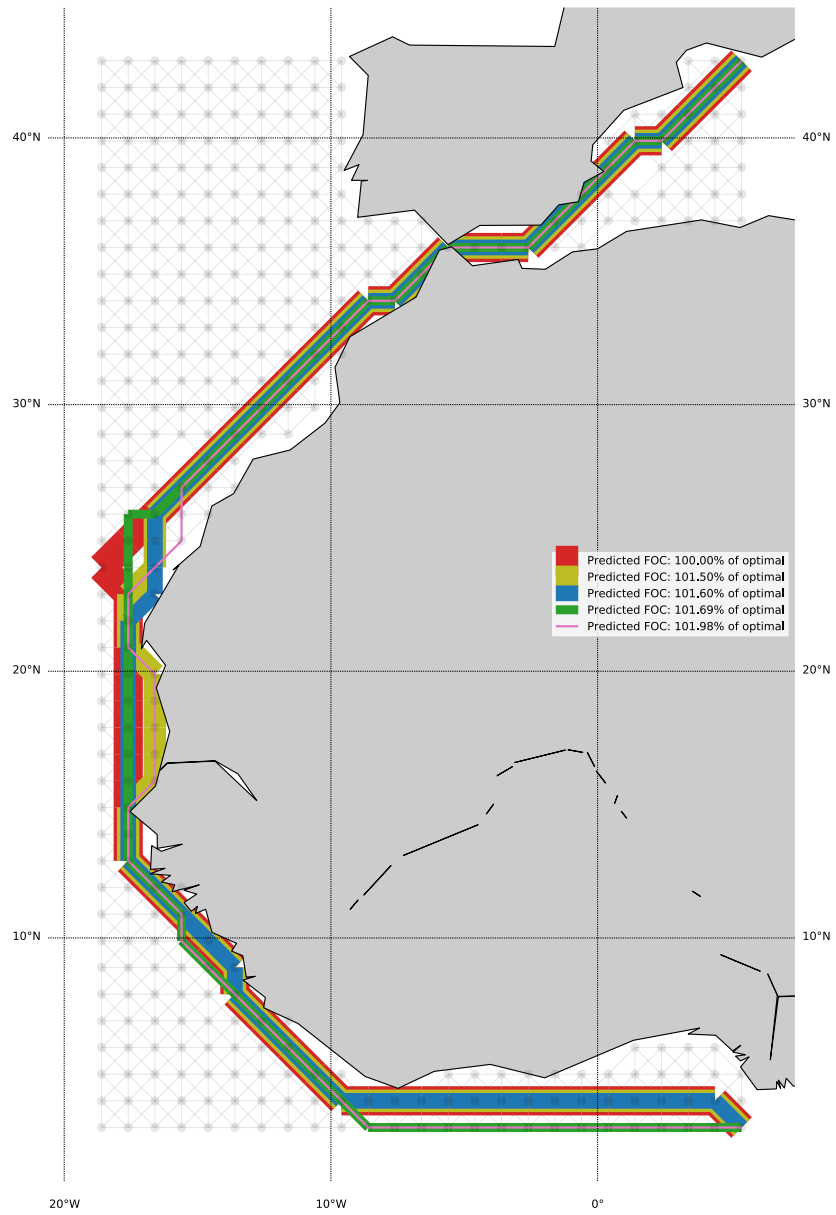 40°N
40°N
30°N
30°N
Predicted FOC: 100.00% of optimal
Predicted FOC: 101.50% of optimal
Predicted FOC: 101.60% of optimal
Predicted FOC: 101.69% of optimal
Predicted FOC: 101.98% of optimal
20°N
20°N
10°N
10°N
20°W
10°W
0°